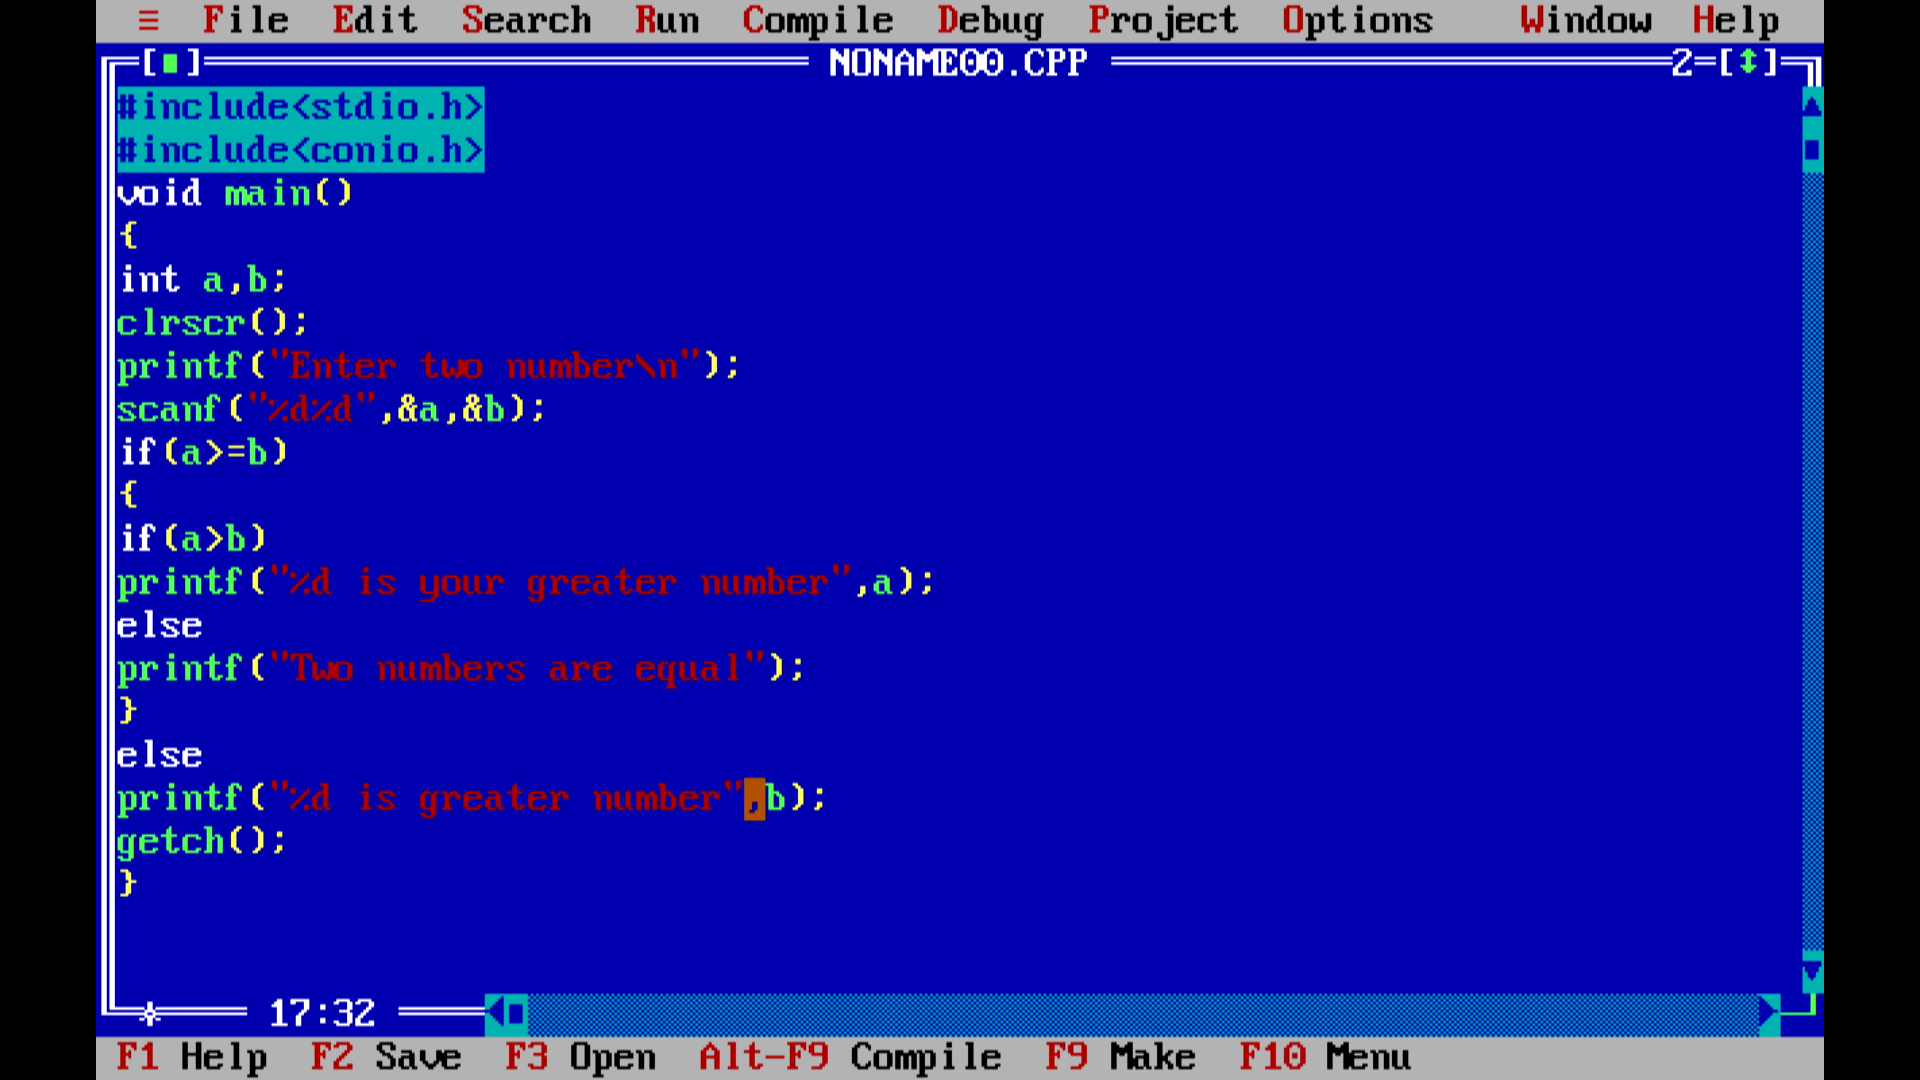 ≡ File Edit Search Run Compile Debug Project Options Window Help
[■] NONAME00.CPP 2=[↕]
#include<stdio.h>
#include<conio.h>
void main()
{
int a,b;
clrscr();
printf("Enter two number\n");
scanf("%d%d",&a,&b);
if(a>=b)
{
if(a>b)
printf("%d is your greater number",a);
else
printf("Two numbers are equal");
}
else
printf("%d is greater number",b);
getch();
}
17:32
F1 Help F2 Save F3 Open Alt-F9 Compile F9 Make F10 Menu